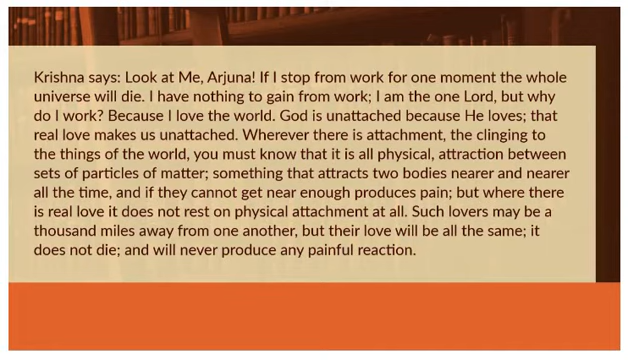 Krishna says: Look at Me, Arjuna! If I stop from work for one moment the whole
universe will die. I have nothing to gain from work; I am the one Lord, but why
do I work? Because I love the world. God is unattached because He loves; that
real love makes us unattached. Wherever there is attachment, the clinging to
the things of the world, you must know that it is all physical, attraction between
sets of particles of matter; something that attracts two bodies nearer and nearer
all the time, and if they cannot get near enough produces pain; but where there
is real love it does not rest on physical attachment at all. Such lovers may be a
thousand miles away from one another, but their love will be all the same; it
does not die; and will never produce any painful reaction.